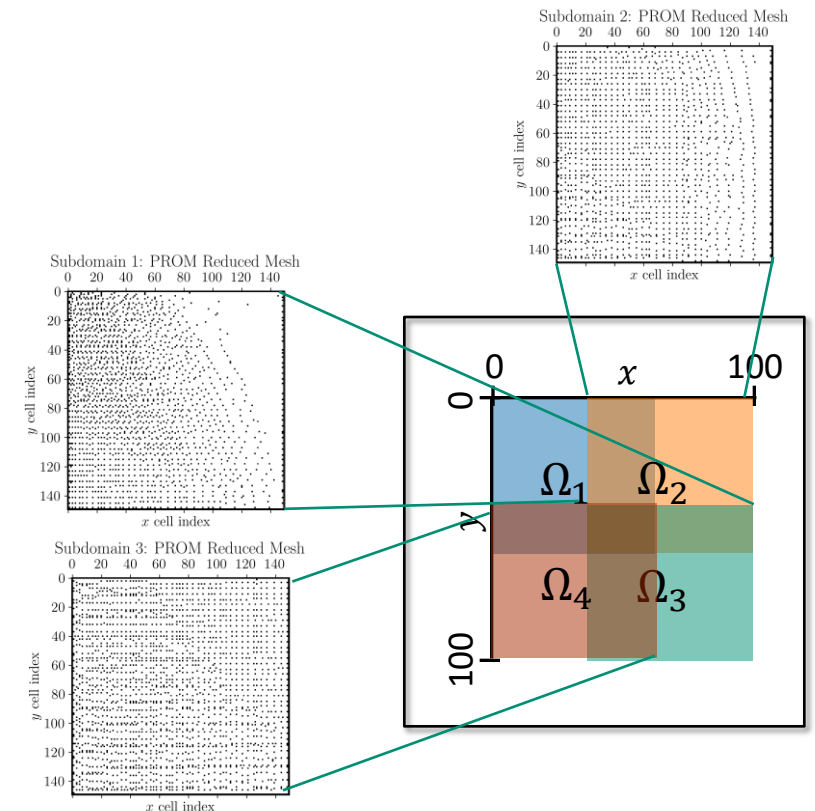 Subdomain 2: PROM Reduced Mesh
0 20 40 60 80 100 120 140
0
20
40
60
80
100
120
140
y cell index
x cell index
Subdomain 1: PROM Reduced Mesh
0 20 40 60 80 100 120 140
0
20
40
60
80
100
120
140
y cell index
x cell index
Subdomain 3: PROM Reduced Mesh
0 20 40 60 80 100 120 140
0
20
40
60
80
100
120
140
y cell index
x cell index
0 x 100
0
y
100
Ω₁ Ω₂
Ω₄ Ω₃